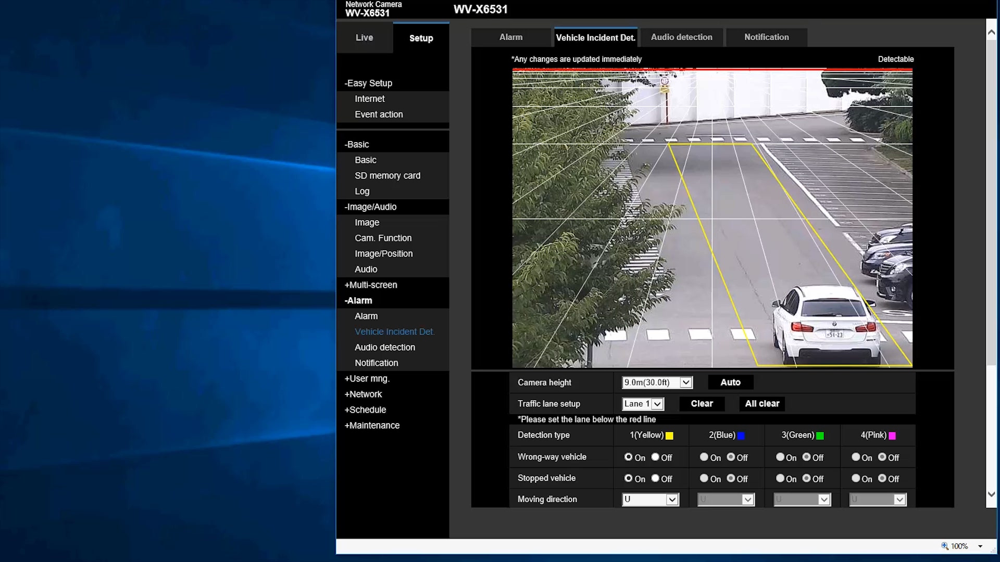 Network Camera
WV-X6531
WV-X6531
Live
Setup
Alarm
Vehicle Incident Det.
Audio detection
Notification
*Any changes are updated immediately
Detectable
-Easy Setup
Internet
Event action
-Basic
Basic
SD memory card
Log
-Image/Audio
Image
Cam. Function
Image/Position
Audio
+Multi-screen
-Alarm
Alarm
Vehicle Incident Det.
Audio detection
Notification
+User mng.
+Network
+Schedule
+Maintenance
51-23
Camera height 9.0m(30.0ft) Auto
Traffic lane setup Lane 1 Clear All clear
*Please set the lane below the red line
Detection type 1(Yellow) 2(Blue) 3(Green) 4(Pink)
Wrong-way vehicle On Off On Off On Off On Off
Stopped vehicle On Off On Off On Off On Off
Moving direction U U U U
100%